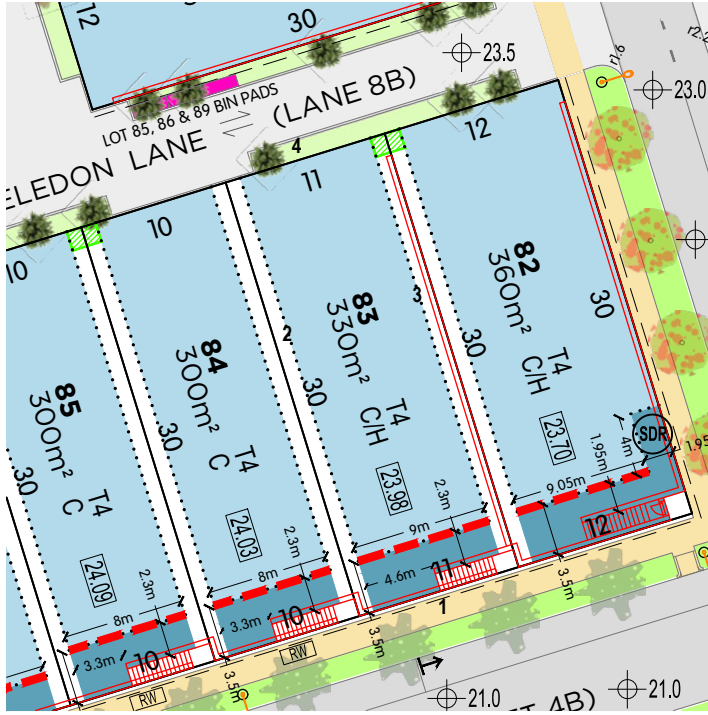 12
30
23.5
r1.6
r2.2
23.0
LOT 85, 86 & 89 BIN PADS
ELEDON LANE (LANE 8B)
4
12
11
10
10
82
360m²
T4
C/H
23.70
30
30
3
83
330m²
T4
C/H
23.98
30
2
84
300m²
T4
C
24.03
30
85
300m²
T4
C
24.09
30
SDR
4m
1.95m
1.95
9.05m
12
3.5m
2.3m
9m
4.6m
11
3.5m
1
2.3m
8m
3.3m
10
3.5m
2.3m
8m
3.3m
10
RW
RW
21.0
21.0
4B)